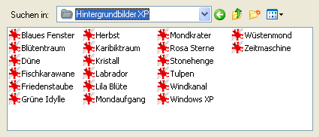 Suchen in: Hintergrundbilder XP
Blaues Fenster
Blütentraum
Düne
Fischkarawane
Friedenstaube
Grüne Idylle
Herbst
Karibiktraum
Kristall
Labrador
Lila Blüte
Mondaufgang
Mondkrater
Rosa Sterne
Stonehenge
Tulpen
Windkanal
Windows XP
Wüstenmond
Zeitmaschine